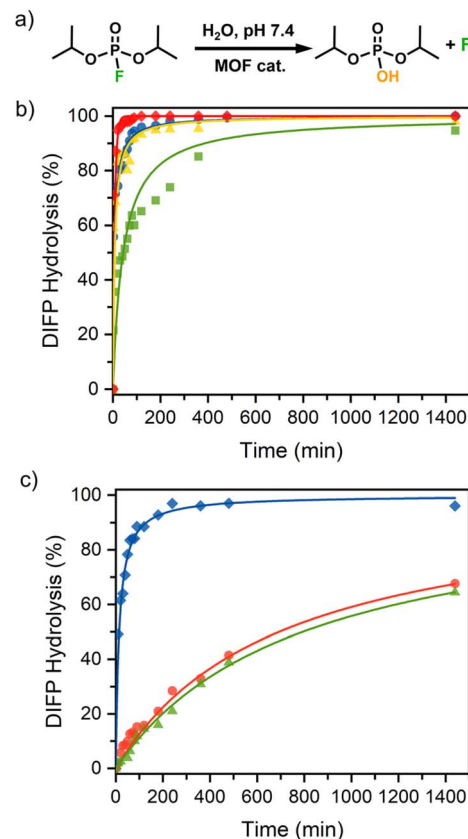 a)
O
O P O
F
H₂O, pH 7.4
MOF cat.
O
O P O
OH
+ F
b)
DIFP Hydrolysis (%)
100
80
60
40
20
0
0 200 400 600 800 1000 1200 1400
Time (min)
c)
DIFP Hydrolysis (%)
100
80
60
40
20
0
0 200 400 600 800 1000 1200 1400
Time (min)